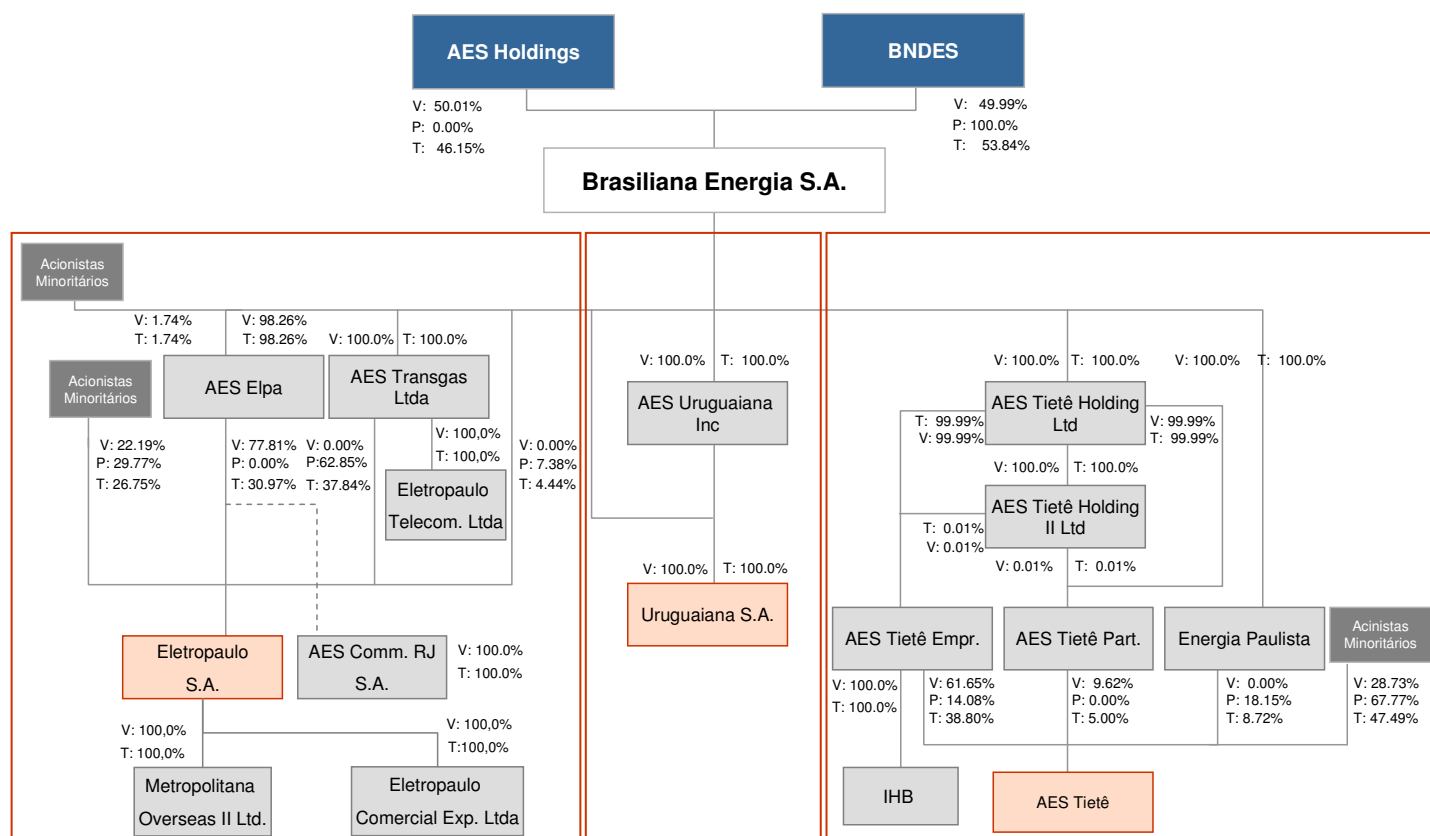 AES Holdings
BNDES
V: 50.01%
P: 0.00%
T: 46.15%
V: 49.99%
P: 100.0%
T: 53.84%
Brasiliana Energia S.A.
Acionistas
Minoritários
V: 1.74%
T: 1.74%
V: 98.26%
T: 98.26%
V: 100.0%
T: 100.0%
Acionistas
Minoritários
AES Elpa
AES Transgas
Ltda
V: 22.19%
P: 29.77%
T: 26.75%
V: 77.81%
P: 0.00%
T: 30.97%
V: 0.00%
P:62.85%
T: 37.84%
V: 100,0%
T: 100,0%
V: 0.00%
P: 7.38%
T: 4.44%
Eletropaulo
Telecom. Ltda
Eletropaulo
S.A.
AES Comm. RJ
S.A.
V: 100.0%
T: 100.0%
V: 100,0%
T: 100,0%
V: 100,0%
T:100,0%
Metropolitana
Overseas II Ltd.
Eletropaulo
Comercial Exp. Ltda
V: 100.0%
T: 100.0%
AES Uruguaiana
Inc
V: 100.0%
T: 100.0%
Uruguaiana S.A.
V: 100.0%
T: 100.0%
V: 100.0%
T: 100.0%
AES Tietê Holding
Ltd
T: 99.99%
V: 99.99%
V: 99.99%
T: 99.99%
V: 100.0%
T: 100.0%
AES Tietê Holding
II Ltd
T: 0.01%
V: 0.01%
V: 0.01%
T: 0.01%
AES Tietê Empr.
AES Tietê Part.
Energia Paulista
Acinistas
Minoritários
V: 100.0%
T: 100.0%
V: 61.65%
P: 14.08%
T: 38.80%
V: 9.62%
P: 0.00%
T: 5.00%
V: 0.00%
P: 18.15%
T: 8.72%
V: 28.73%
P: 67.77%
T: 47.49%
IHB
AES Tietê